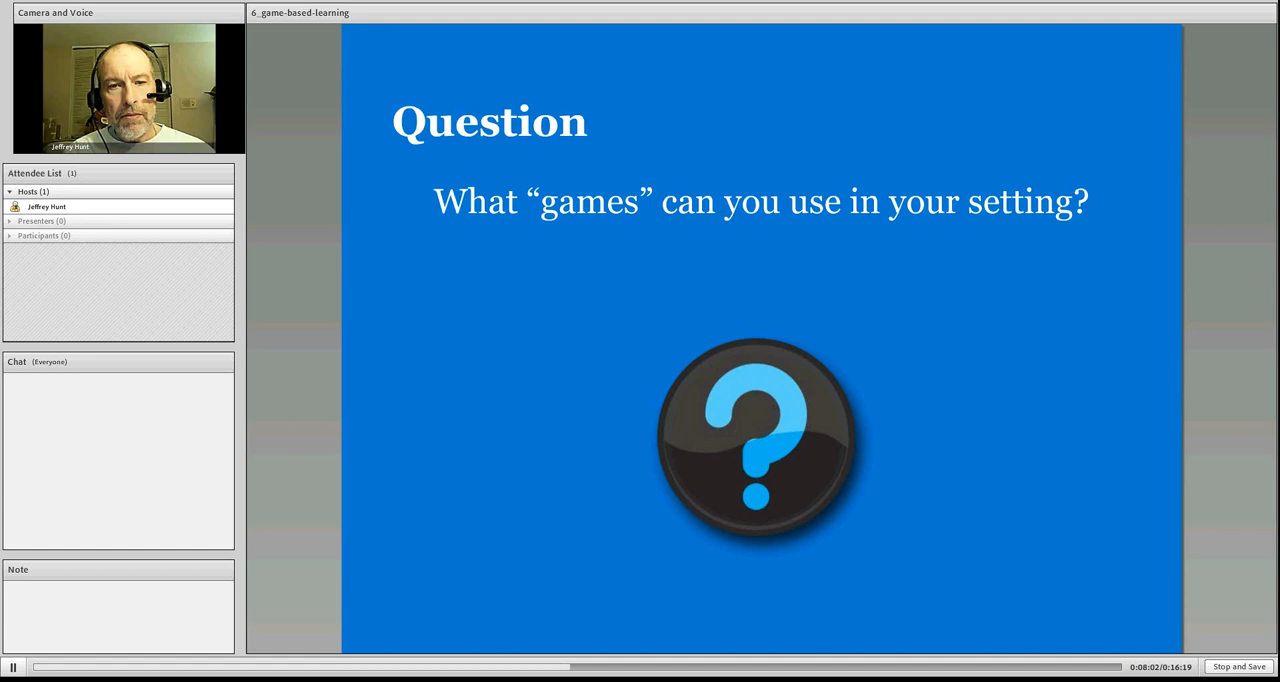 Camera and Voice
Jeffrey Hunt
Attendee List (1)
Hosts (1)
Jeffrey Hunt
Presenters (0)
Participants (0)
Chat (Everyone)
Note
6_game-based-learning
Question
What “games” can you use in your setting?
?
0:08:02/0:16:19
Stop and Save